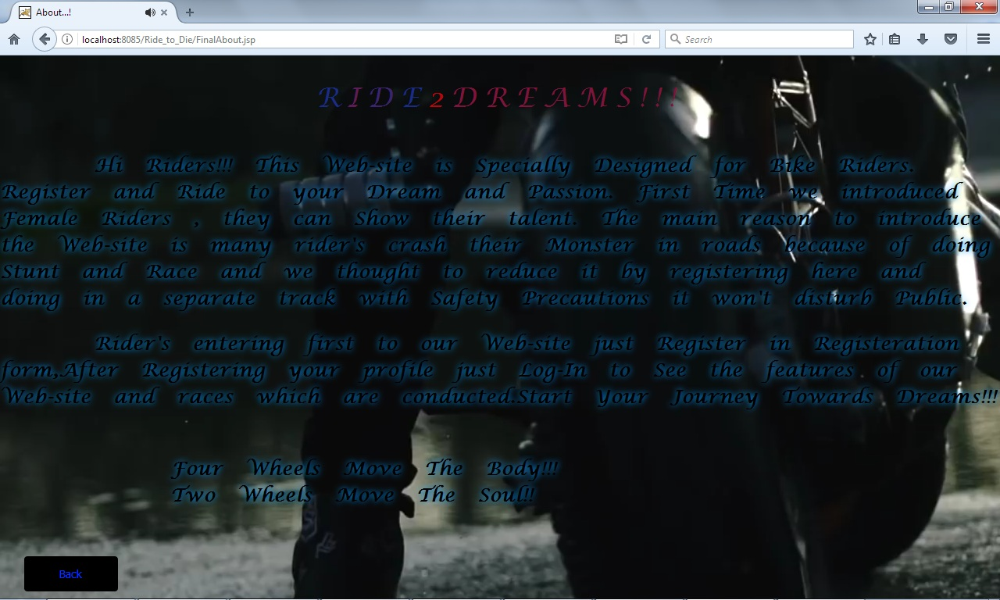 About...!
localhost:8085/Ride_to_Die/FinalAbout.jsp
Search
RIDE2DREAMS!!!
Hi Riders!!! This Web-site is Specially Designed for Bike Riders.
Register and Ride to your Dream and Passion. First Time we introduced
Female Riders , they can Show their talent. The main reason to introduce
the Web-site is many rider's crash their Monster in roads because of doing
Stunt and Race and we thought to reduce it by registering here and
doing in a separate track with Safety Precautions it won't disturb Public.
Rider's entering first to our Web-site just Register in Registeration
form,After Registering your profile just Log-In to See the features of our
Web-site and races which are conducted.Start Your Journey Towards Dreams!!!
Four Wheels Move The Body!!!
Two Wheels Move The Soul!!
Back